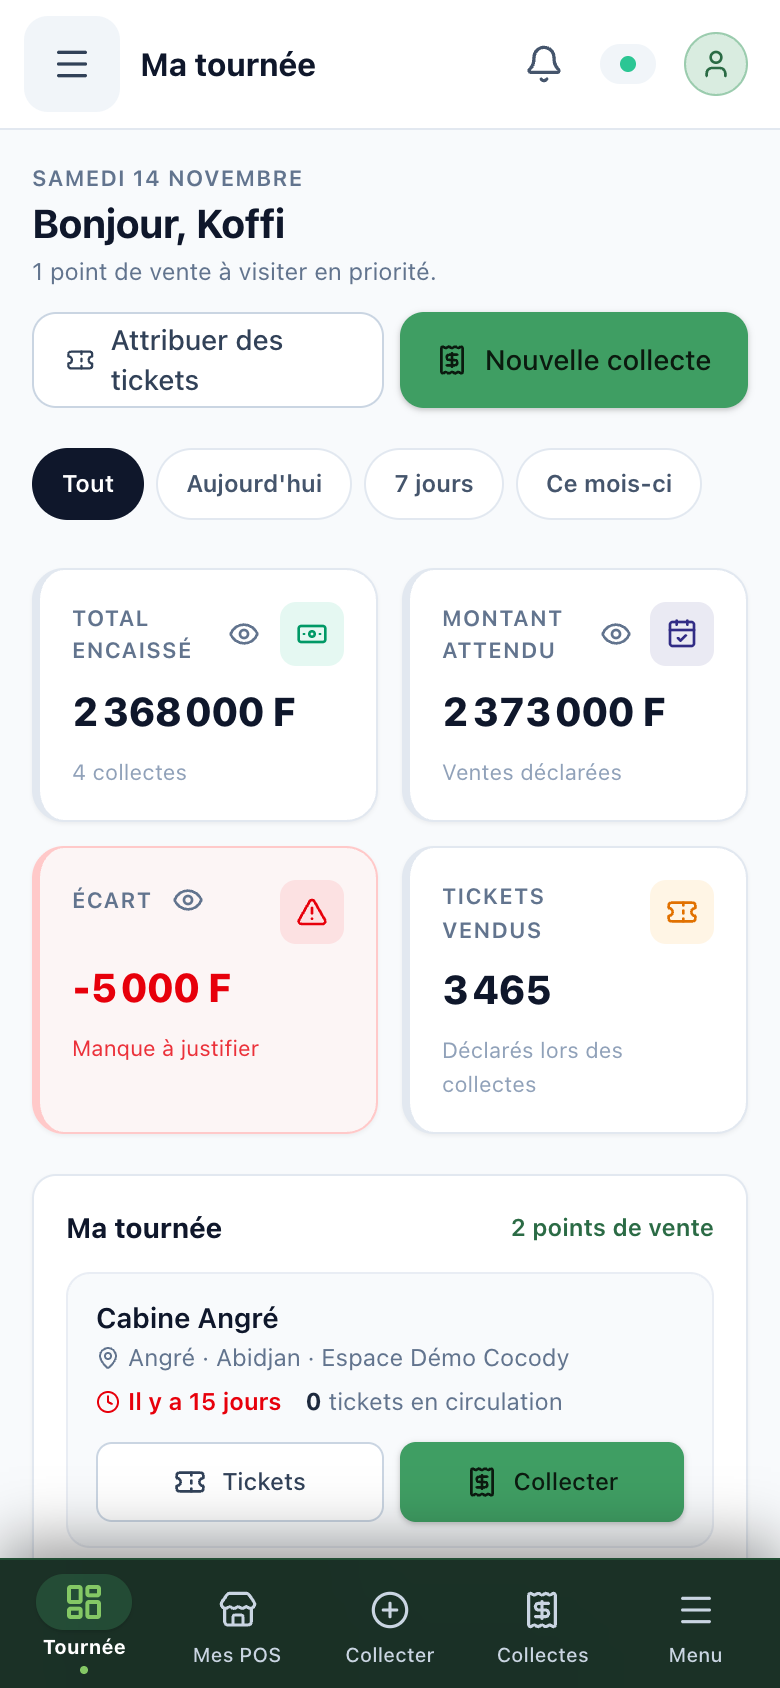 Ma tournée
SAMEDI 14 NOVEMBRE
Bonjour, Koffi
1 point de vente à visiter en priorité.
Attribuer des
tickets
Nouvelle collecte
Tout
Aujourd'hui
7 jours
Ce mois-ci
TOTAL
ENCAISSÉ
2 368 000 F
4 collectes
MONTANT
ATTENDU
2 373 000 F
Ventes déclarées
ÉCART
-5 000 F
Manque à justifier
TICKETS
VENDUS
3 465
Déclarés lors des
collectes
Ma tournée
2 points de vente
Cabine Angré
Angré · Abidjan · Espace Démo Cocody
Il y a 15 jours 0 tickets en circulation
Tickets
Collecter
Tournée
Mes POS
Collecter
Collectes
Menu